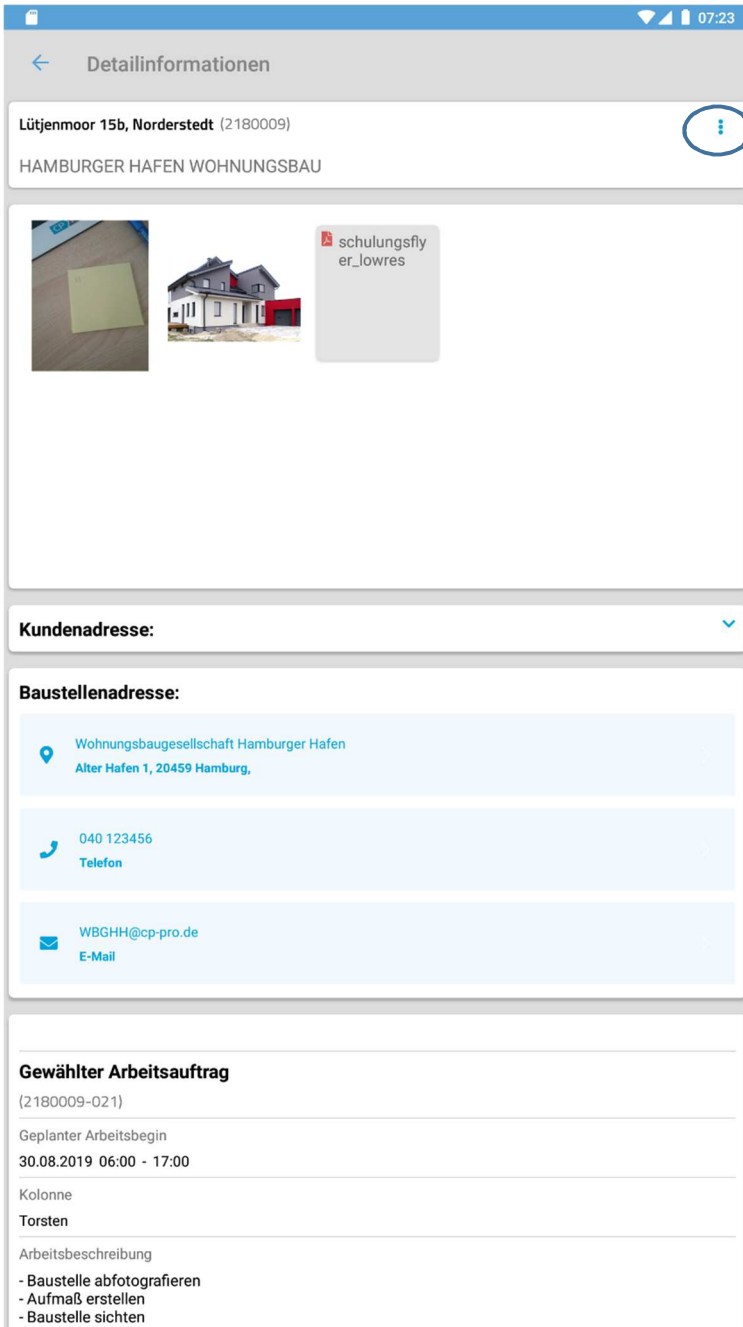 07:23
Detailinformationen
Lütjenmoor 15b, Norderstedt (2180009)
HAMBURGER HAFEN WOHNUNGSBAU
CP
schulungsfly
er_lowres
Kundenadresse:
Baustellenadresse:
Wohnungsbaugesellschaft Hamburger Hafen
Alter Hafen 1, 20459 Hamburg,
040 123456
Telefon
WBGHH@cp-pro.de
E-Mail
Gewählter Arbeitsauftrag
(2180009-021)
Geplanter Arbeitsbegin
30.08.2019 06:00 - 17:00
Kolonne
Torsten
Arbeitsbeschreibung
- Baustelle abfotografieren
- Aufmaß erstellen
- Baustelle sichten